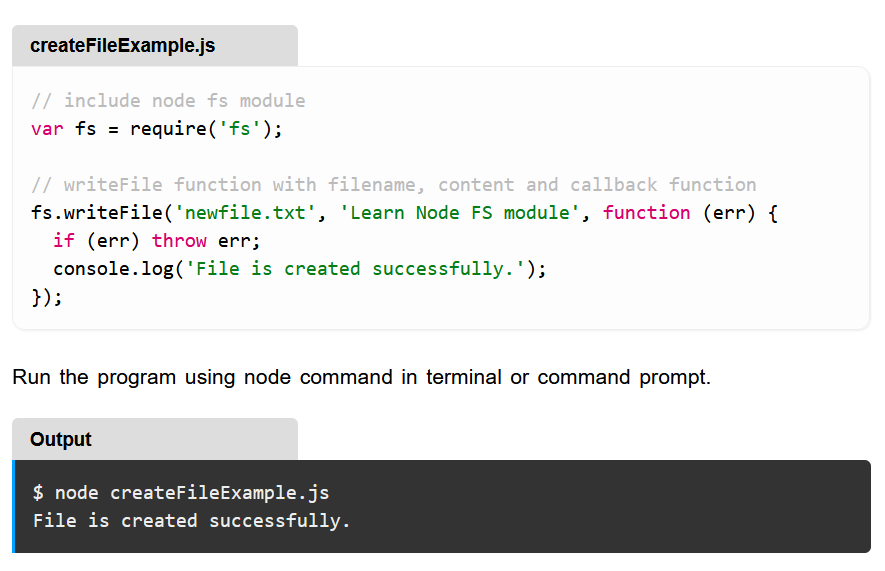 createFileExample.js
// include node fs module
var fs = require('fs');
// writeFile function with filename, content and callback function
fs.writeFile('newfile.txt', 'Learn Node FS module', function (err) {
  if (err) throw err;
  console.log('File is created successfully.');
});
Run the program using node command in terminal or command prompt.
Output
$ node createFileExample.js
File is created successfully.